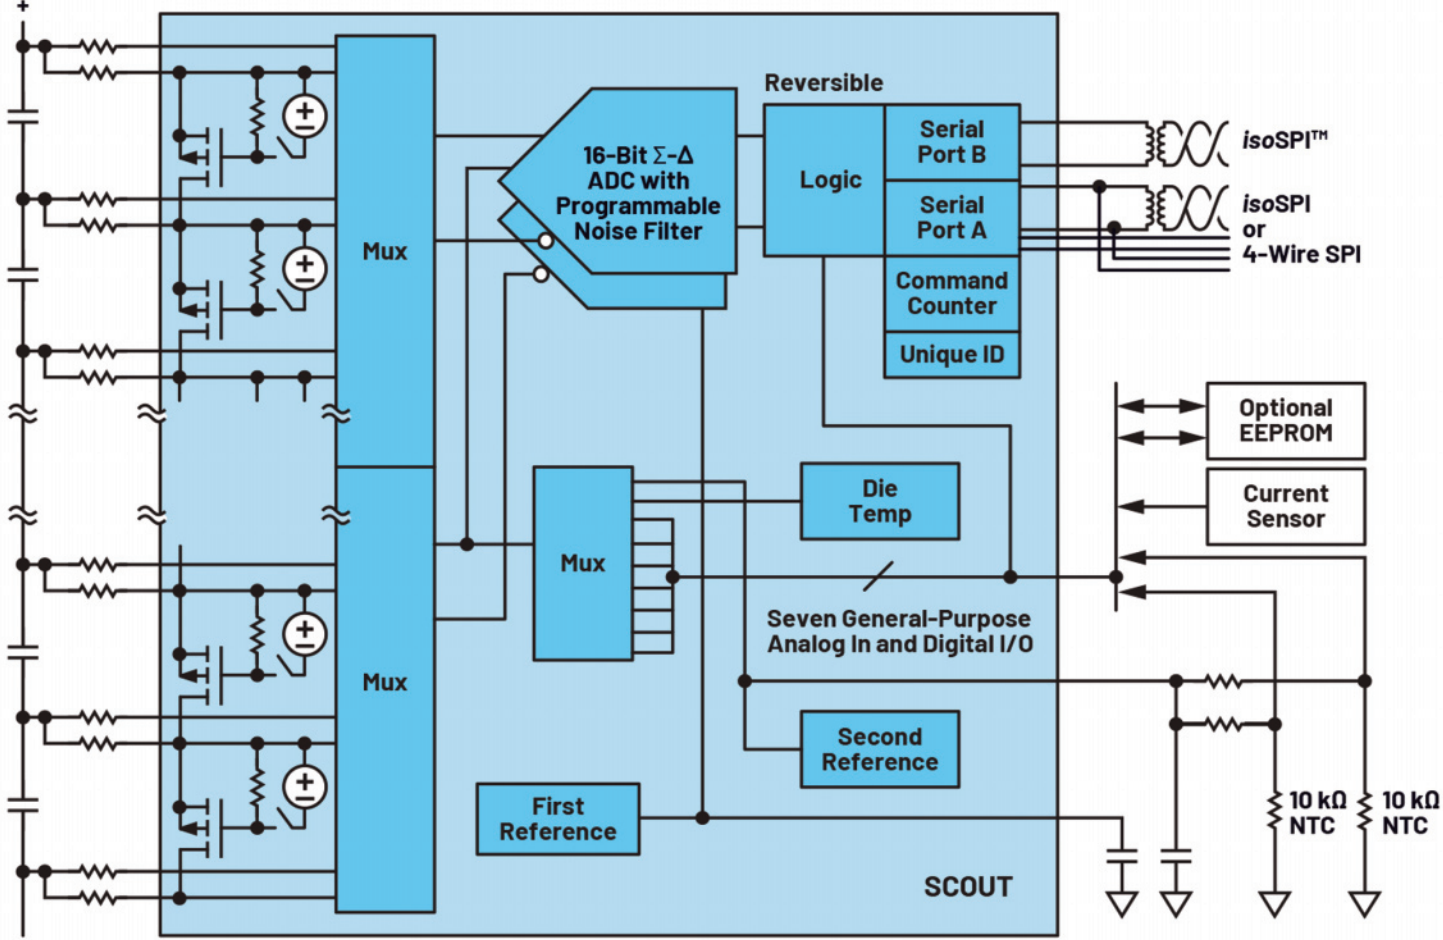 +
Reversible
16-Bit Σ-Δ
ADC with
Programmable
Noise Filter
Logic
Serial
Port B
Serial
Port A
Command
Counter
Unique ID
isoSPI™
isoSPI
or
4-Wire SPI
Mux
+
−
+
−
Optional
EEPROM
Current
Sensor
Die
Temp
Mux
Seven General-Purpose
Analog In and Digital I/O
Mux
+
−
+
−
Second
Reference
First
Reference
10 kΩ
NTC
10 kΩ
NTC
SCOUT